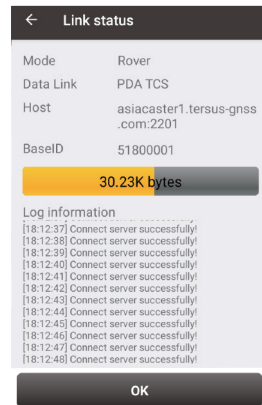 ← Link status
Mode Rover
Data Link PDA TCS
Host asiacaster1.tersus-gnss
.com:2201
BaseID 51800001
30.23K bytes
Log information
[18:12:37] Connect server successfully!
[18:12:38] Connect server successfully!
[18:12:39] Connect server successfully!
[18:12:40] Connect server successfully!
[18:12:41] Connect server successfully!
[18:12:42] Connect server successfully!
[18:12:43] Connect server successfully!
[18:12:44] Connect server successfully!
[18:12:45] Connect server successfully!
[18:12:46] Connect server successfully!
[18:12:47] Connect server successfully!
[18:12:48] Connect server successfully!
OK